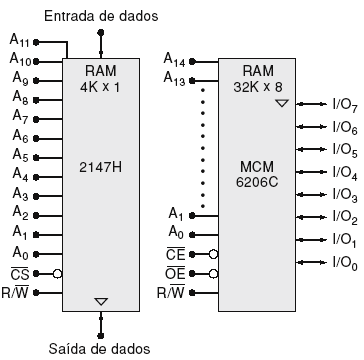 Entrada de dados
A11
A10
A9
A8
A7
A6
A5
A4
A3
A2
A1
A0
CS
R/W
RAM
4K x 1
2147H
Saída de dados
A14
A13
A1
A0
CE
OE
R/W
RAM
32K x 8
MCM
6206C
I/O7
I/O6
I/O5
I/O4
I/O3
I/O2
I/O1
I/O0